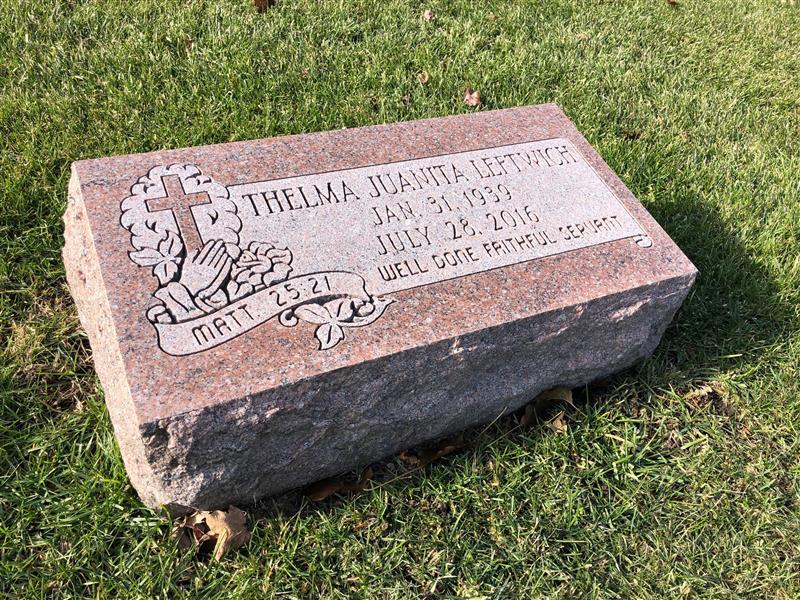 THELMA JUANITA LEFTWICH
JAN. 31, 1939
JULY 28, 2016
WELL DONE FAITHFUL SERVANT
MATT 25:21